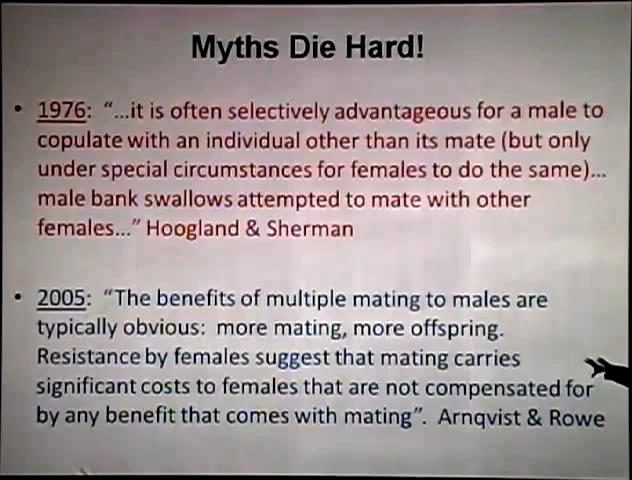 Myths Die Hard!
• 1976: “...it is often selectively advantageous for a male to
copulate with an individual other than its mate (but only
under special circumstances for females to do the same)...
male bank swallows attempted to mate with other
females...” Hoogland & Sherman
• 2005: “The benefits of multiple mating to males are
typically obvious: more mating, more offspring.
Resistance by females suggest that mating carries
significant costs to females that are not compensated for
by any benefit that comes with mating”. Arnqvist & Rowe